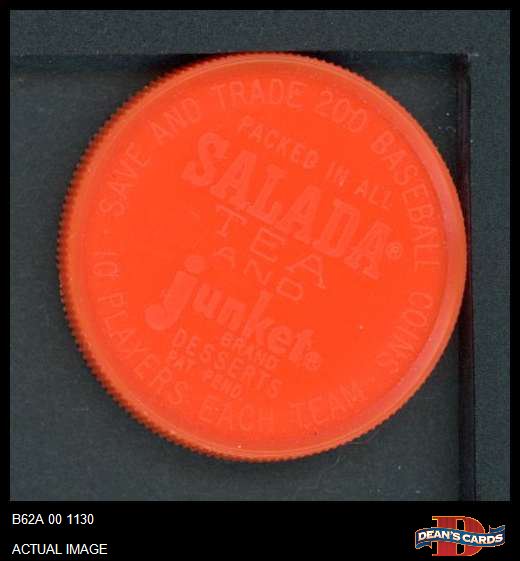 SAVE AND TRADE 200 BASEBALL COINS
PACKED IN ALL
SALADA®
TEA
AND
junket®
BRAND
DESSERTS
PAT PEND
10 PLAYERS EACH TEAM
B62A 00 1130
ACTUAL IMAGE
D
DEAN'S CARDS